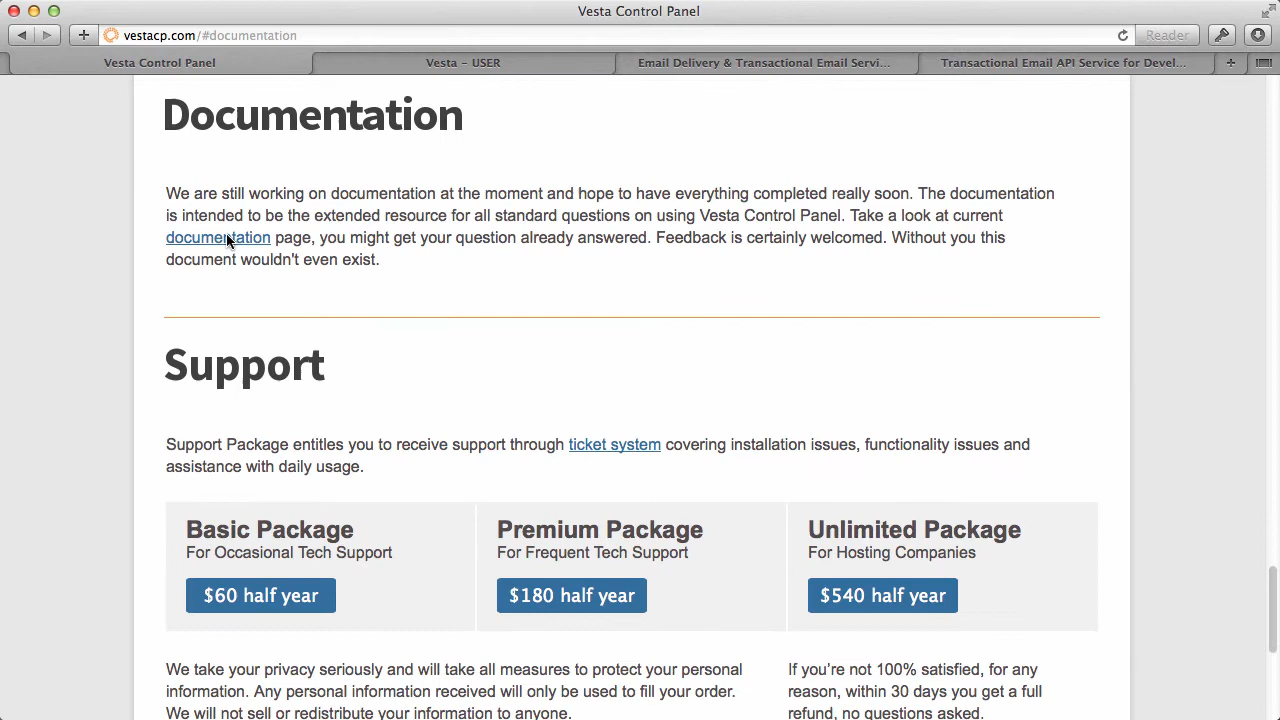 Vesta Control Panel
vestacp.com/#documentation
Reader
Vesta Control Panel
Vesta – USER
Email Delivery & Transactional Email Servi...
Transactional Email API Service for Devel...
Documentation
We are still working on documentation at the moment and hope to have everything completed really soon. The documentation
is intended to be the extended resource for all standard questions on using Vesta Control Panel. Take a look at current
documentation page, you might get your question already answered. Feedback is certainly welcomed. Without you this
document wouldn't even exist.
Support
Support Package entitles you to receive support through ticket system covering installation issues, functionality issues and
assistance with daily usage.
Basic Package
For Occasional Tech Support
$60 half year
Premium Package
For Frequent Tech Support
$180 half year
Unlimited Package
For Hosting Companies
$540 half year
We take your privacy seriously and will take all measures to protect your personal
information. Any personal information received will only be used to fill your order.
We will not sell or redistribute your information to anyone.
If you’re not 100% satisfied, for any
reason, within 30 days you get a full
refund, no questions asked.